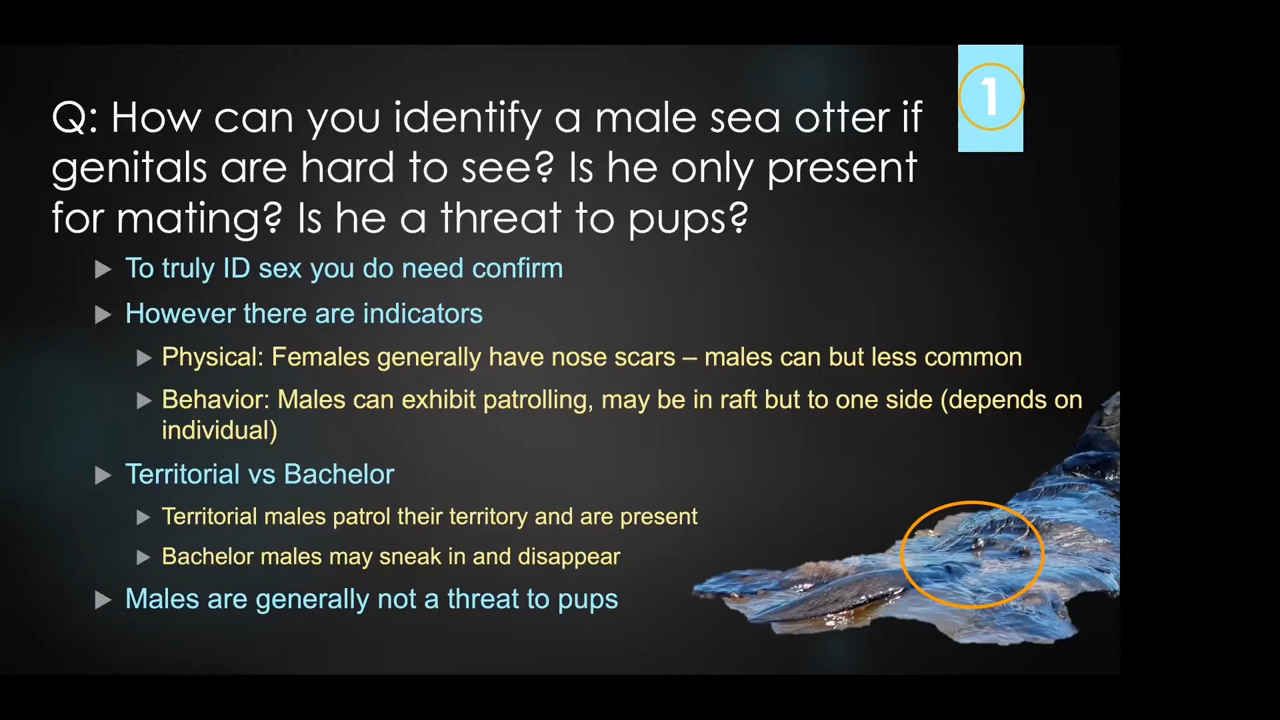 1
Q: How can you identify a male sea otter if
genitals are hard to see? Is he only present
for mating? Is he a threat to pups?
To truly ID sex you do need confirm
However there are indicators
Physical: Females generally have nose scars – males can but less common
Behavior: Males can exhibit patrolling, may be in raft but to one side (depends on
individual)
Territorial vs Bachelor
Territorial males patrol their territory and are present
Bachelor males may sneak in and disappear
Males are generally not a threat to pups